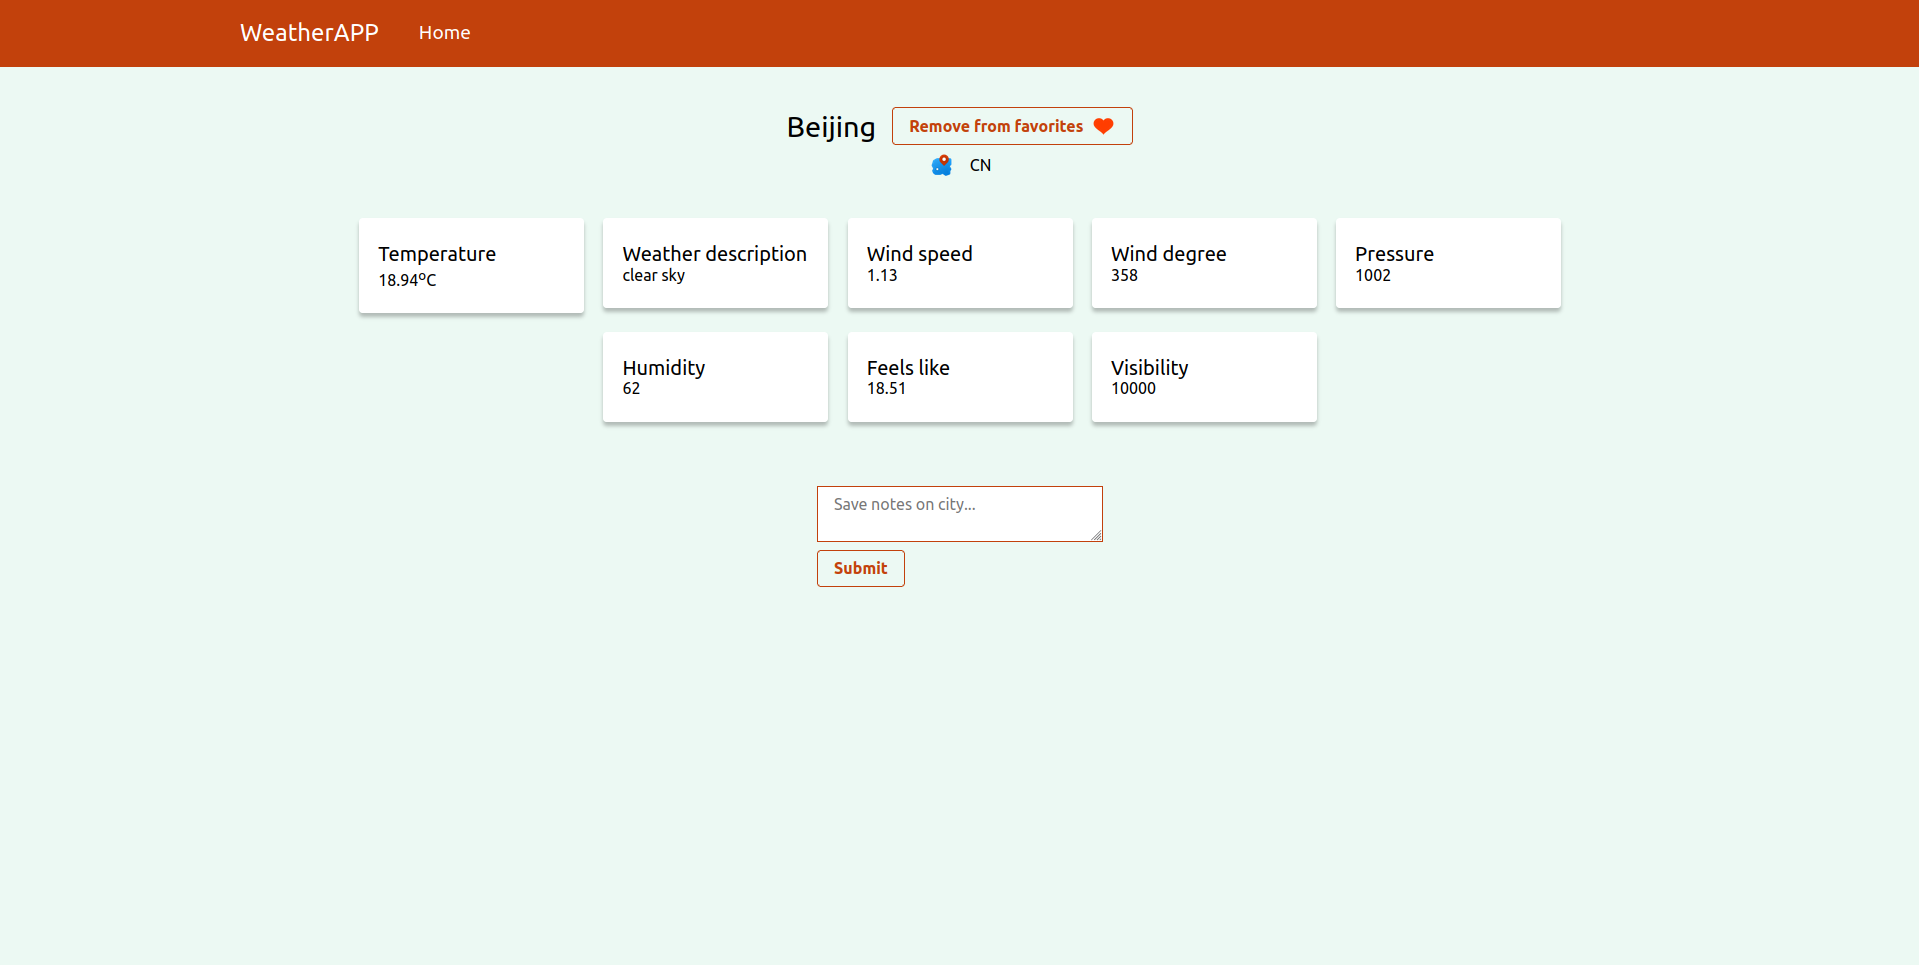 WeatherAPP Home
Beijing Remove from favorites
CN
Temperature
18.94°C
Weather description
clear sky
Wind speed
1.13
Wind degree
358
Pressure
1002
Humidity
62
Feels like
18.51
Visibility
10000
Save notes on city...
Submit